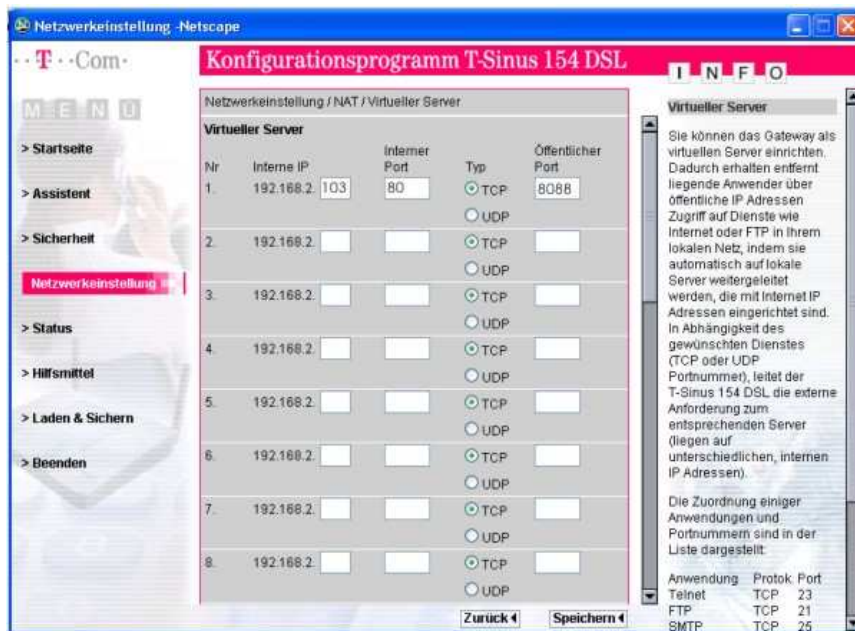 Netzwerkeinstellung -Netscape
··T··Com·
Konfigurationsprogramm T-Sinus 154 DSL
INFO
MENÜ
> Startseite
> Assistent
> Sicherheit
Netzwerkeinstellung
> Status
> Hilfsmittel
> Laden & Sichern
> Beenden
Netzwerkeinstellung / NAT / Virtueller Server
Virtueller Server
Nr Interne IP Interner Port Typ Öffentlicher Port
1. 192.168.2. 103 80 TCP 8088
UDP
2. 192.168.2. TCP
UDP
3. 192.168.2. TCP
UDP
4. 192.168.2. TCP
UDP
5. 192.168.2. TCP
UDP
6. 192.168.2. TCP
UDP
7. 192.168.2. TCP
UDP
8. 192.168.2. TCP
UDP
Zurück Speichern
Virtueller Server
Sie können das Gateway als
virtuellen Server einrichten.
Dadurch erhalten entfernt
liegende Anwender über
öffentliche IP Adressen
Zugriff auf Dienste wie
Internet oder FTP in Ihrem
lokalen Netz, indem sie
automatisch auf lokale
Server weitergeleitet
werden, die mit Internet IP
Adressen eingerichtet sind.
In Abhängigkeit des
gewünschten Dienstes
(TCP oder UDP
Portnummer), leitet der
T-Sinus 154 DSL die externe
Anforderung zum
entsprechenden Server
(liegen auf
unterschiedlichen, internen
IP Adressen).
Die Zuordnung einiger
Anwendungen und
Portnummern sind in der
Liste dargestellt:
Anwendung Protok. Port
Telnet TCP 23
FTP TCP 21
SMTP TCP 25